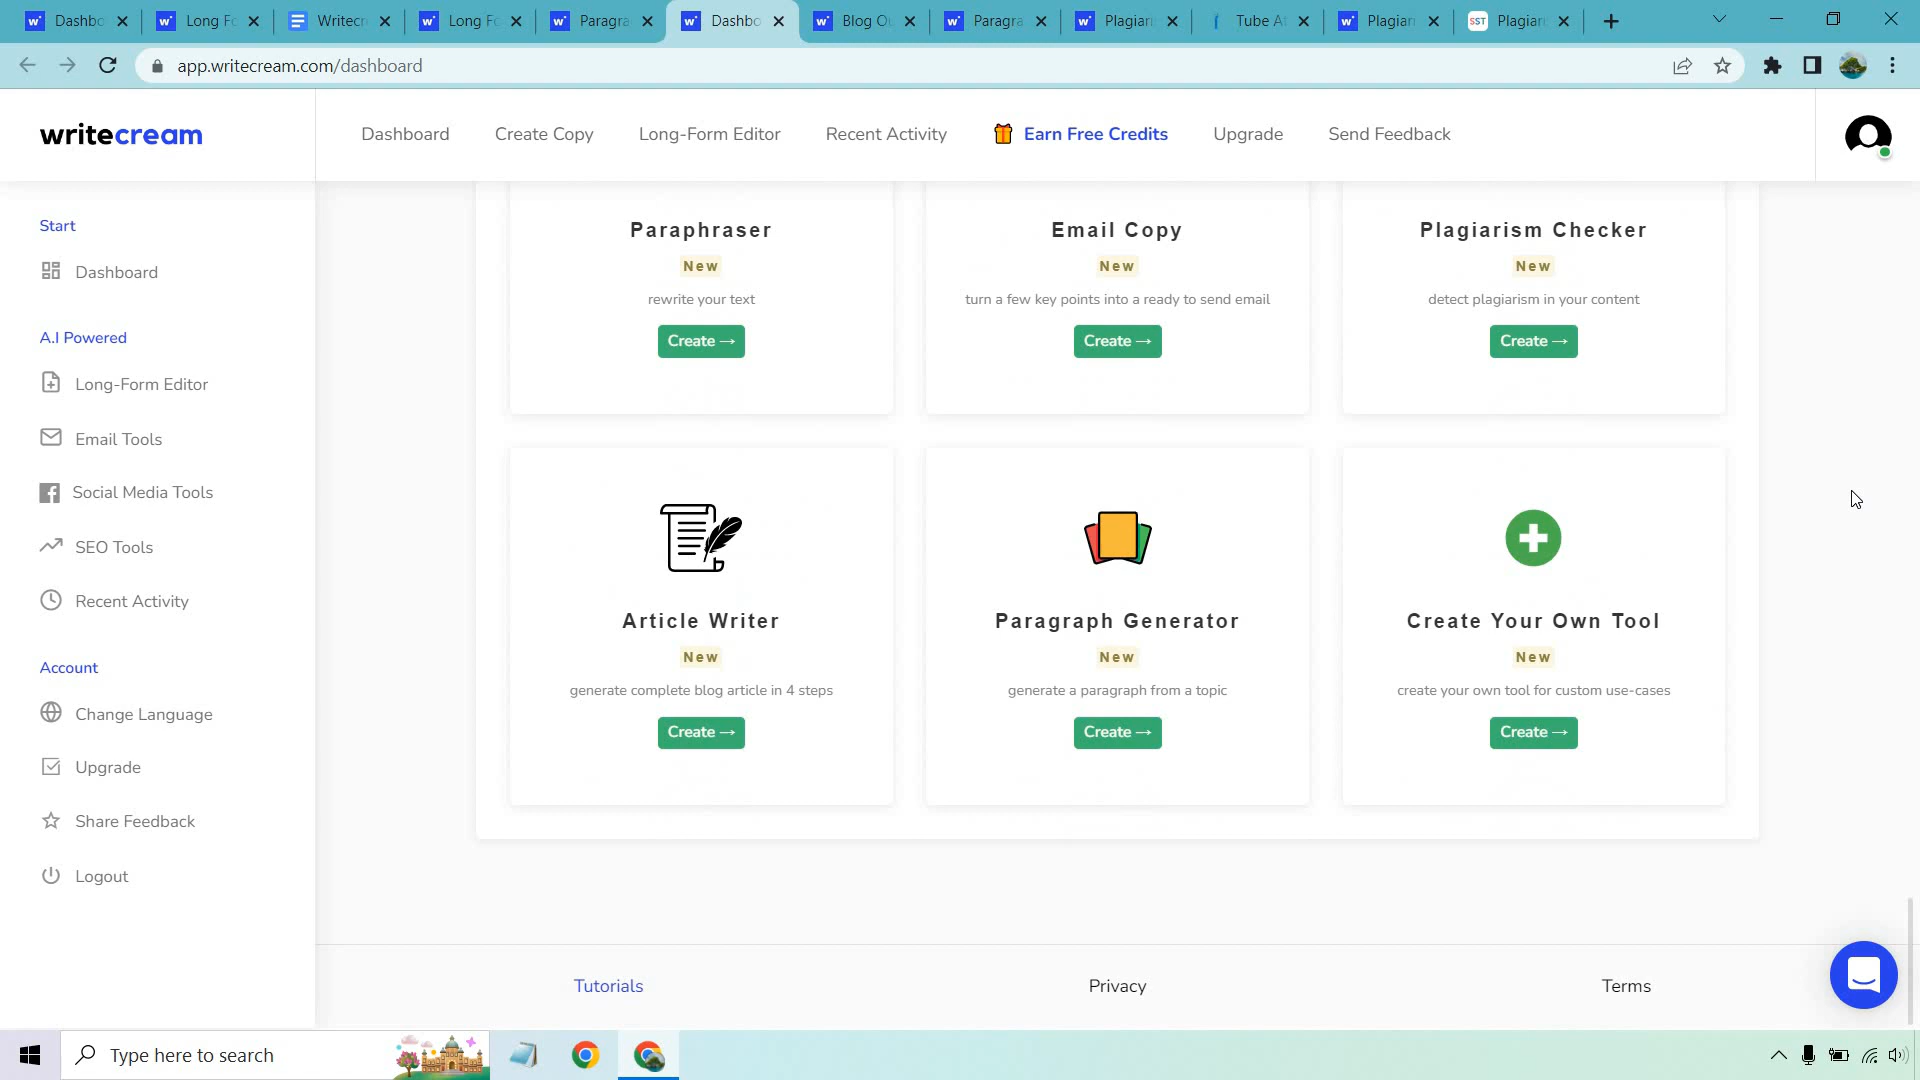 Dashbo
Long Fo
Writecr
Long Fo
Paragra
Dashbo
Blog Ou
Paragra
Plagiari
Tube At
Plagiari
SST
Plagiari
app.writecream.com/dashboard
writecream
Dashboard
Create Copy
Long-Form Editor
Recent Activity
Earn Free Credits
Upgrade
Send Feedback
Start
Dashboard
A.I Powered
Long-Form Editor
Email Tools
Social Media Tools
SEO Tools
Recent Activity
Account
Change Language
Upgrade
Share Feedback
Logout
Paraphraser
New
rewrite your text
Create →
Email Copy
New
turn a few key points into a ready to send email
Create →
Plagiarism Checker
New
detect plagiarism in your content
Create →
Article Writer
New
generate complete blog article in 4 steps
Create →
Paragraph Generator
New
generate a paragraph from a topic
Create →
Create Your Own Tool
New
create your own tool for custom use-cases
Create →
Tutorials
Privacy
Terms
Type here to search